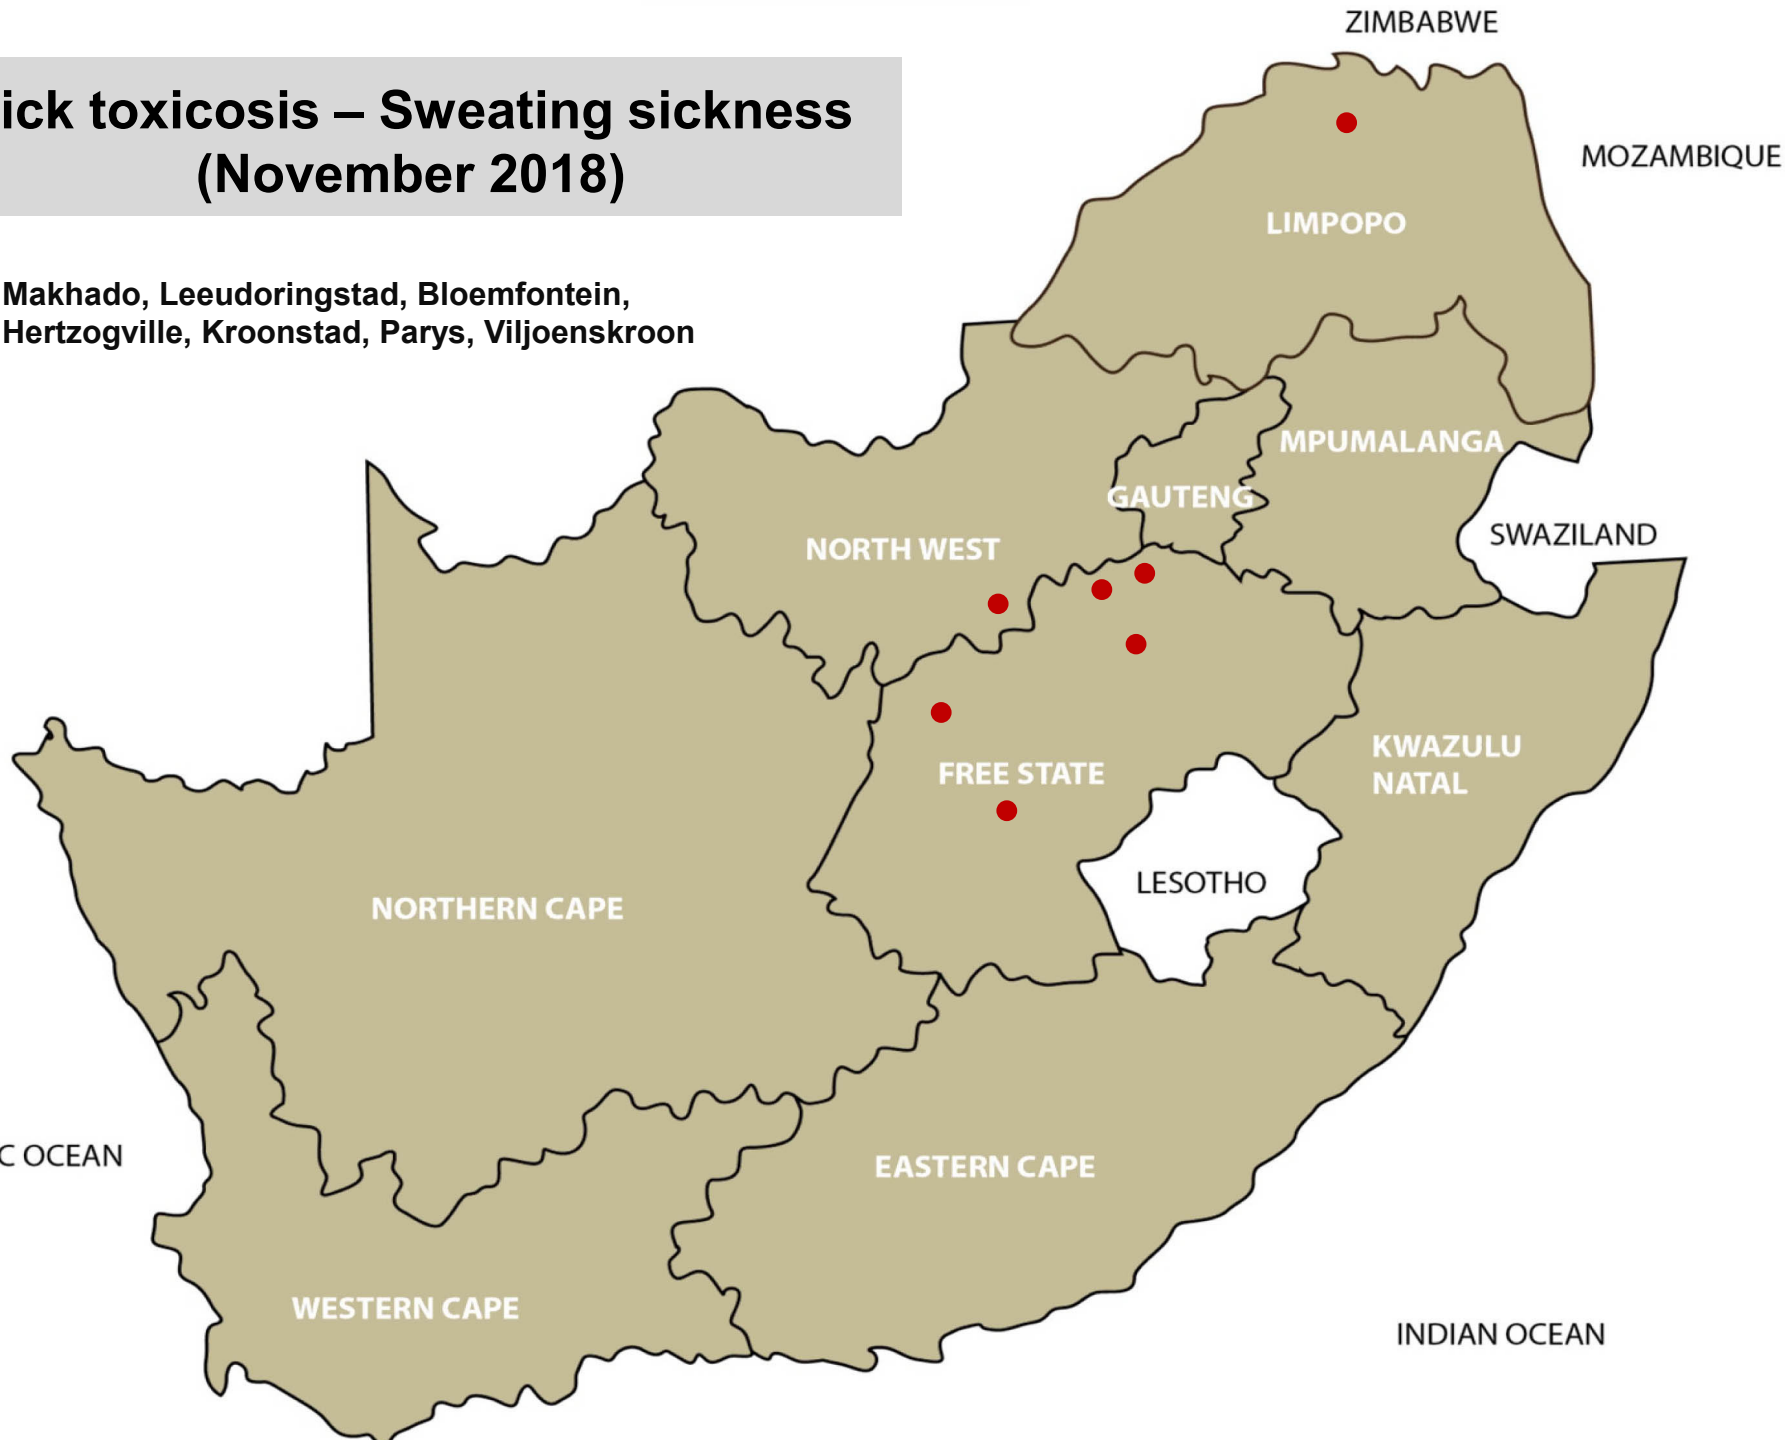 ick toxicosis – Sweating sickness
(November 2018)
Makhado, Leeudoringstad, Bloemfontein,
Hertzogville, Kroonstad, Parys, Viljoenskroon
ZIMBABWE
MOZAMBIQUE
LIMPOPO
MPUMALANGA
GAUTENG
SWAZILAND
NORTH WEST
KWAZULU
NATAL
FREE STATE
LESOTHO
NORTHERN CAPE
C OCEAN
EASTERN CAPE
WESTERN CAPE
INDIAN OCEAN